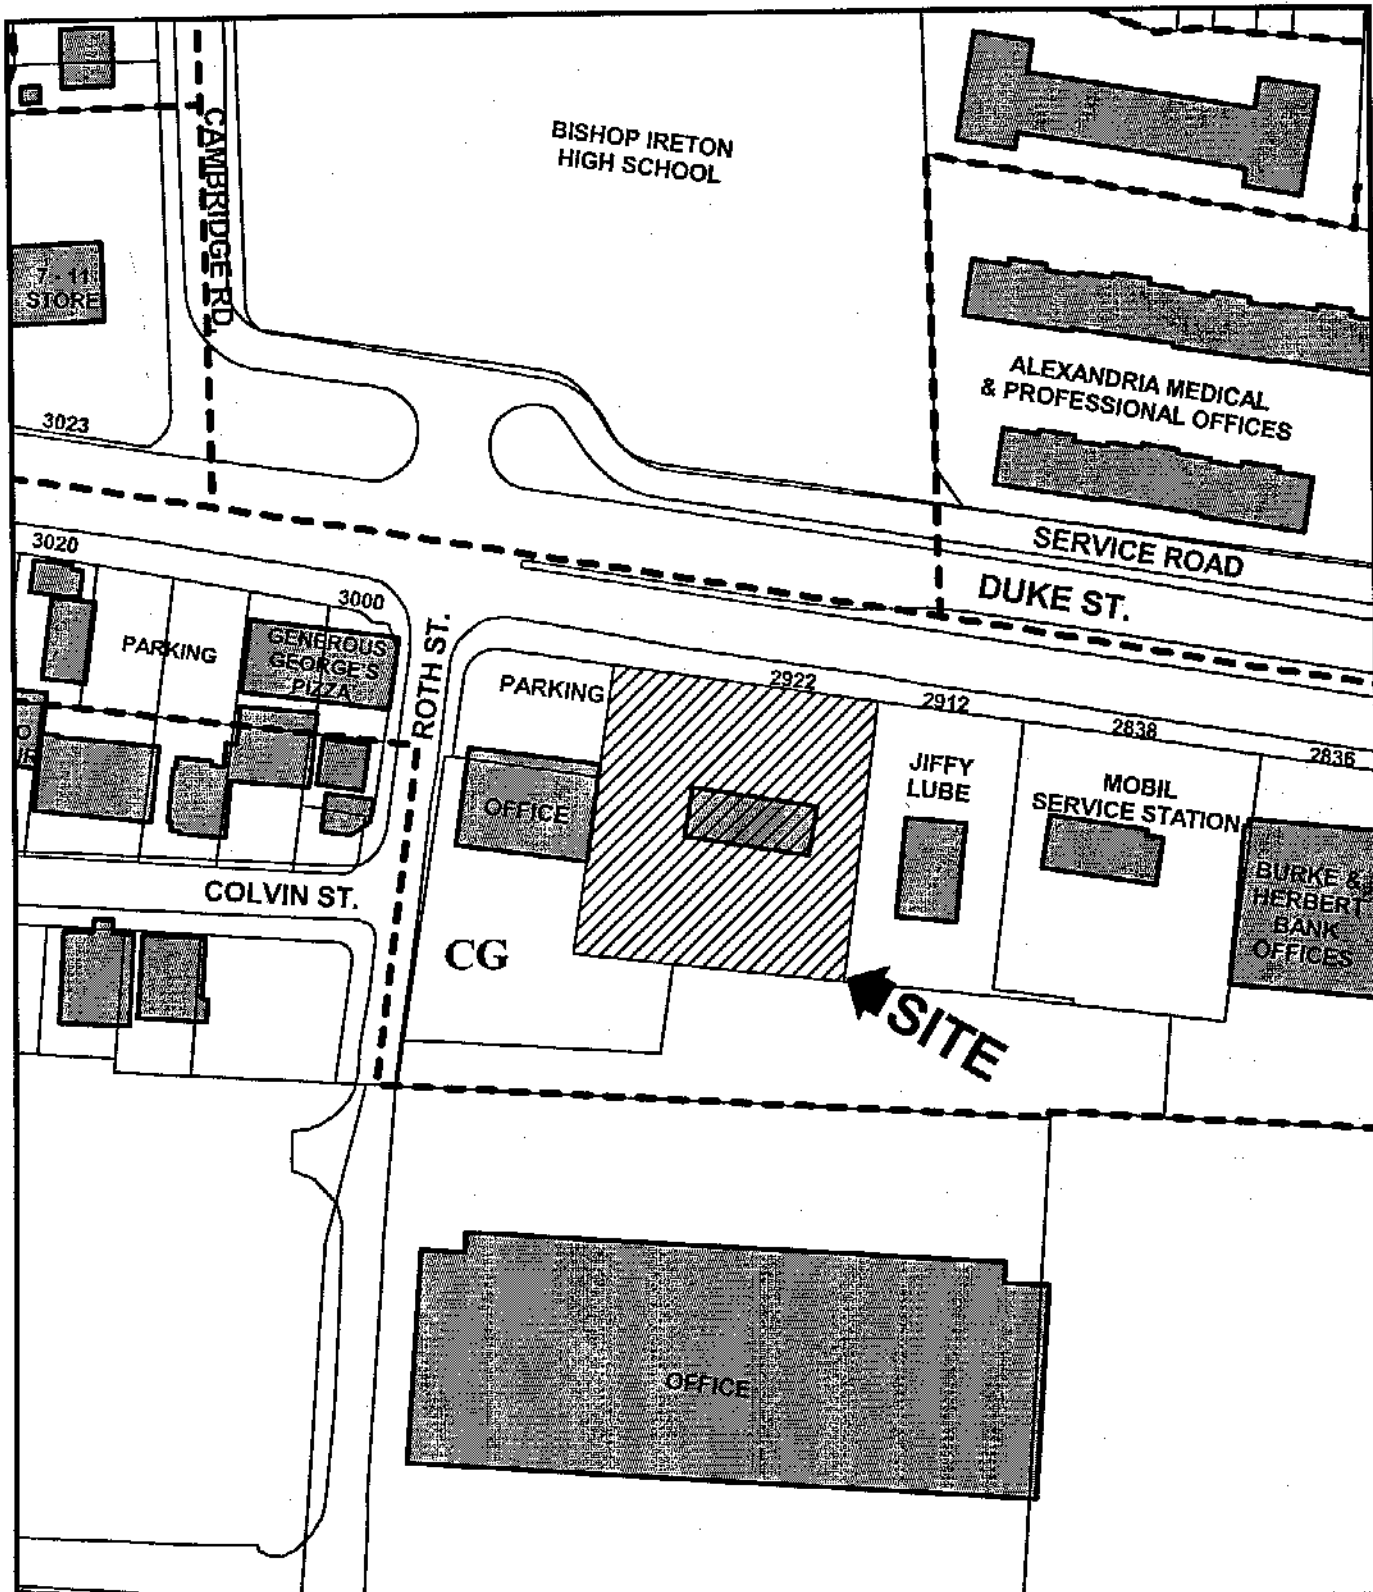 BISHOP IRETON
HIGH SCHOOL
CAMBRIDGE RD.
7 - 11
STORE
ALEXANDRIA MEDICAL
& PROFESSIONAL OFFICES
3023
SERVICE ROAD
DUKE ST.
3020
3000
PARKING
GENEROUS
GEORGE'S
PIZZA
ROTH ST.
PARKING
2922
2912
2838
2836
JIFFY
LUBE
MOBIL
SERVICE STATION
OFFICE
BURKE &
HERBERT
BANK
OFFICES
COLVIN ST.
CG
SITE
OFFICE